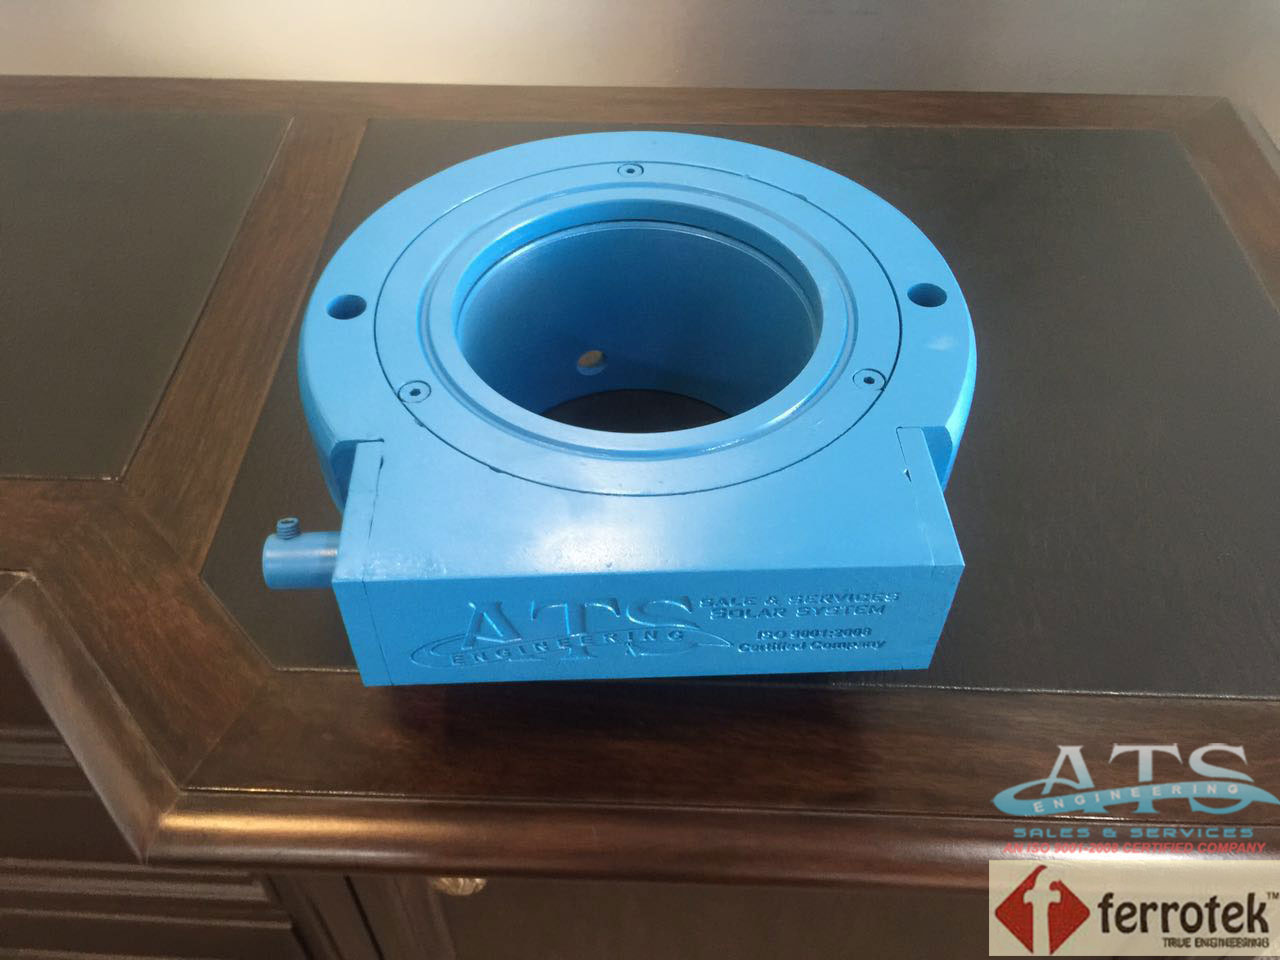 ATS
ENGINEERING
SALE & SERVICES
SOLAR SYSTEM
ISO 9001:2008
Certified Company
ATS
ENGINEERING
SALES & SERVICES
AN ISO 9001-2008 CERTIFIED COMPANY
ferrotek™
TRUE ENGINEERING